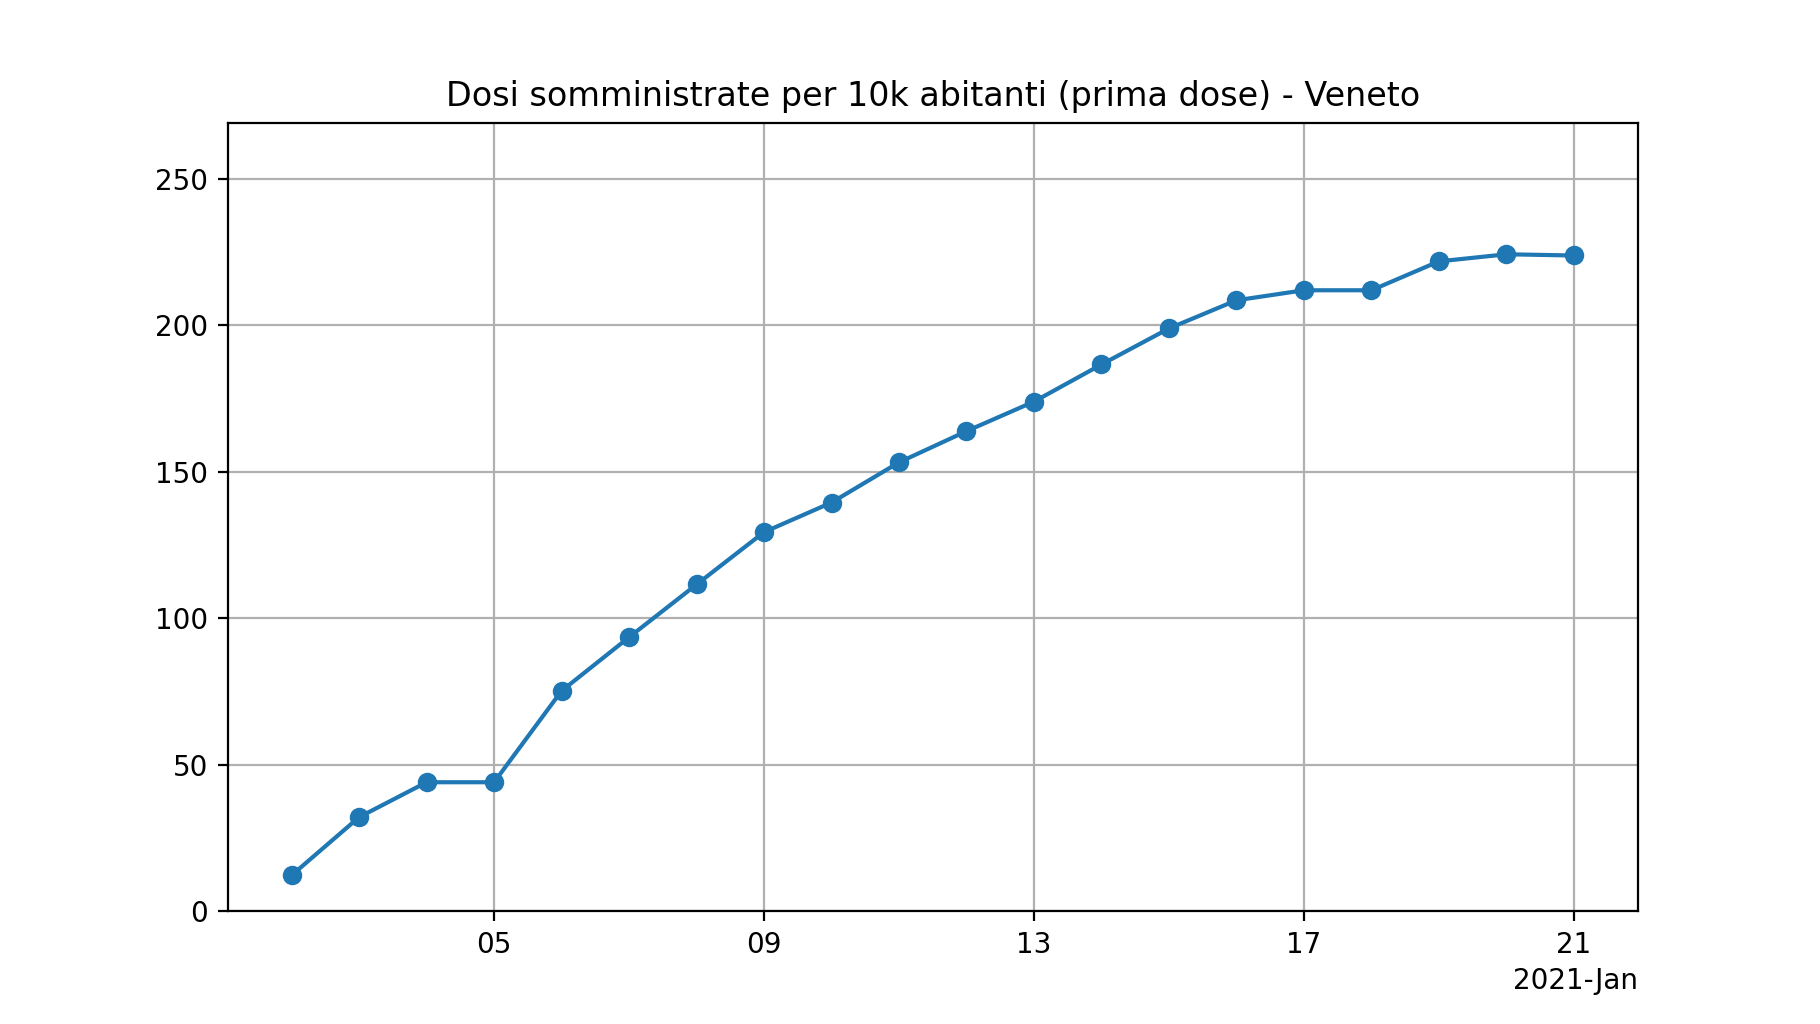 Dosi somministrate per 10k abitanti (prima dose) - Veneto
250
200
150
100
50
0
05 09 13 17 21
2021-Jan